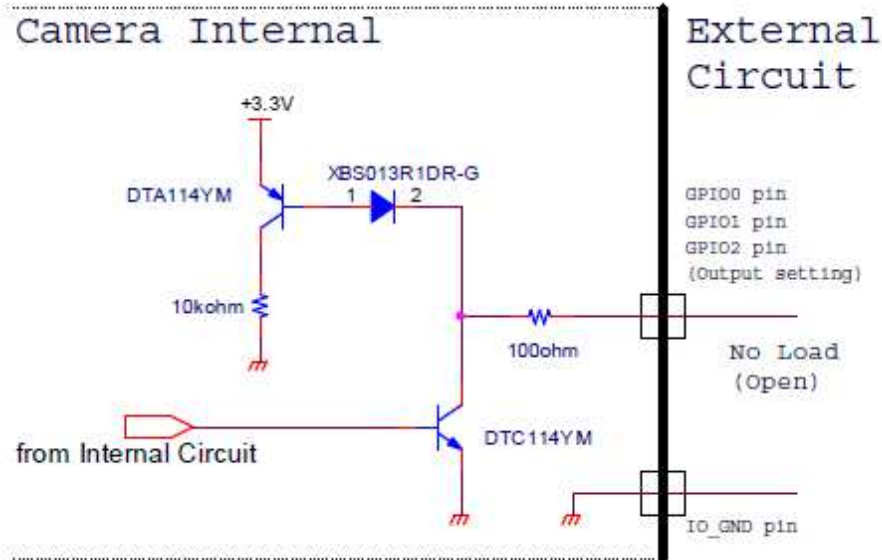 Camera Internal
External
Circuit
+3.3V
XBS013R1DR-G
DTA114YM
1
2
GPIO0 pin
GPIO1 pin
GPIO2 pin
(Output setting)
10kohm
100ohm
No Load
(Open)
DTC114YM
from Internal Circuit
IO_GND pin